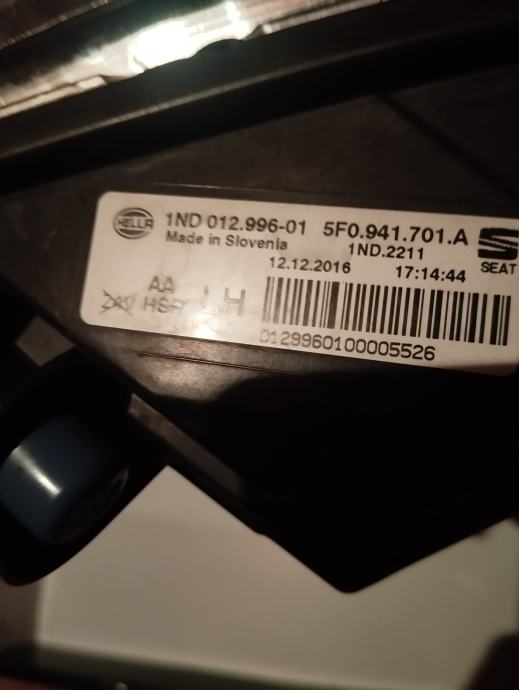 HELLA
1ND 012.996-01 5F0.941.701.A
Made in Slovenia 1ND.2211
12.12.2016 17:14:44
SEAT
AA
LH
0129960100005526